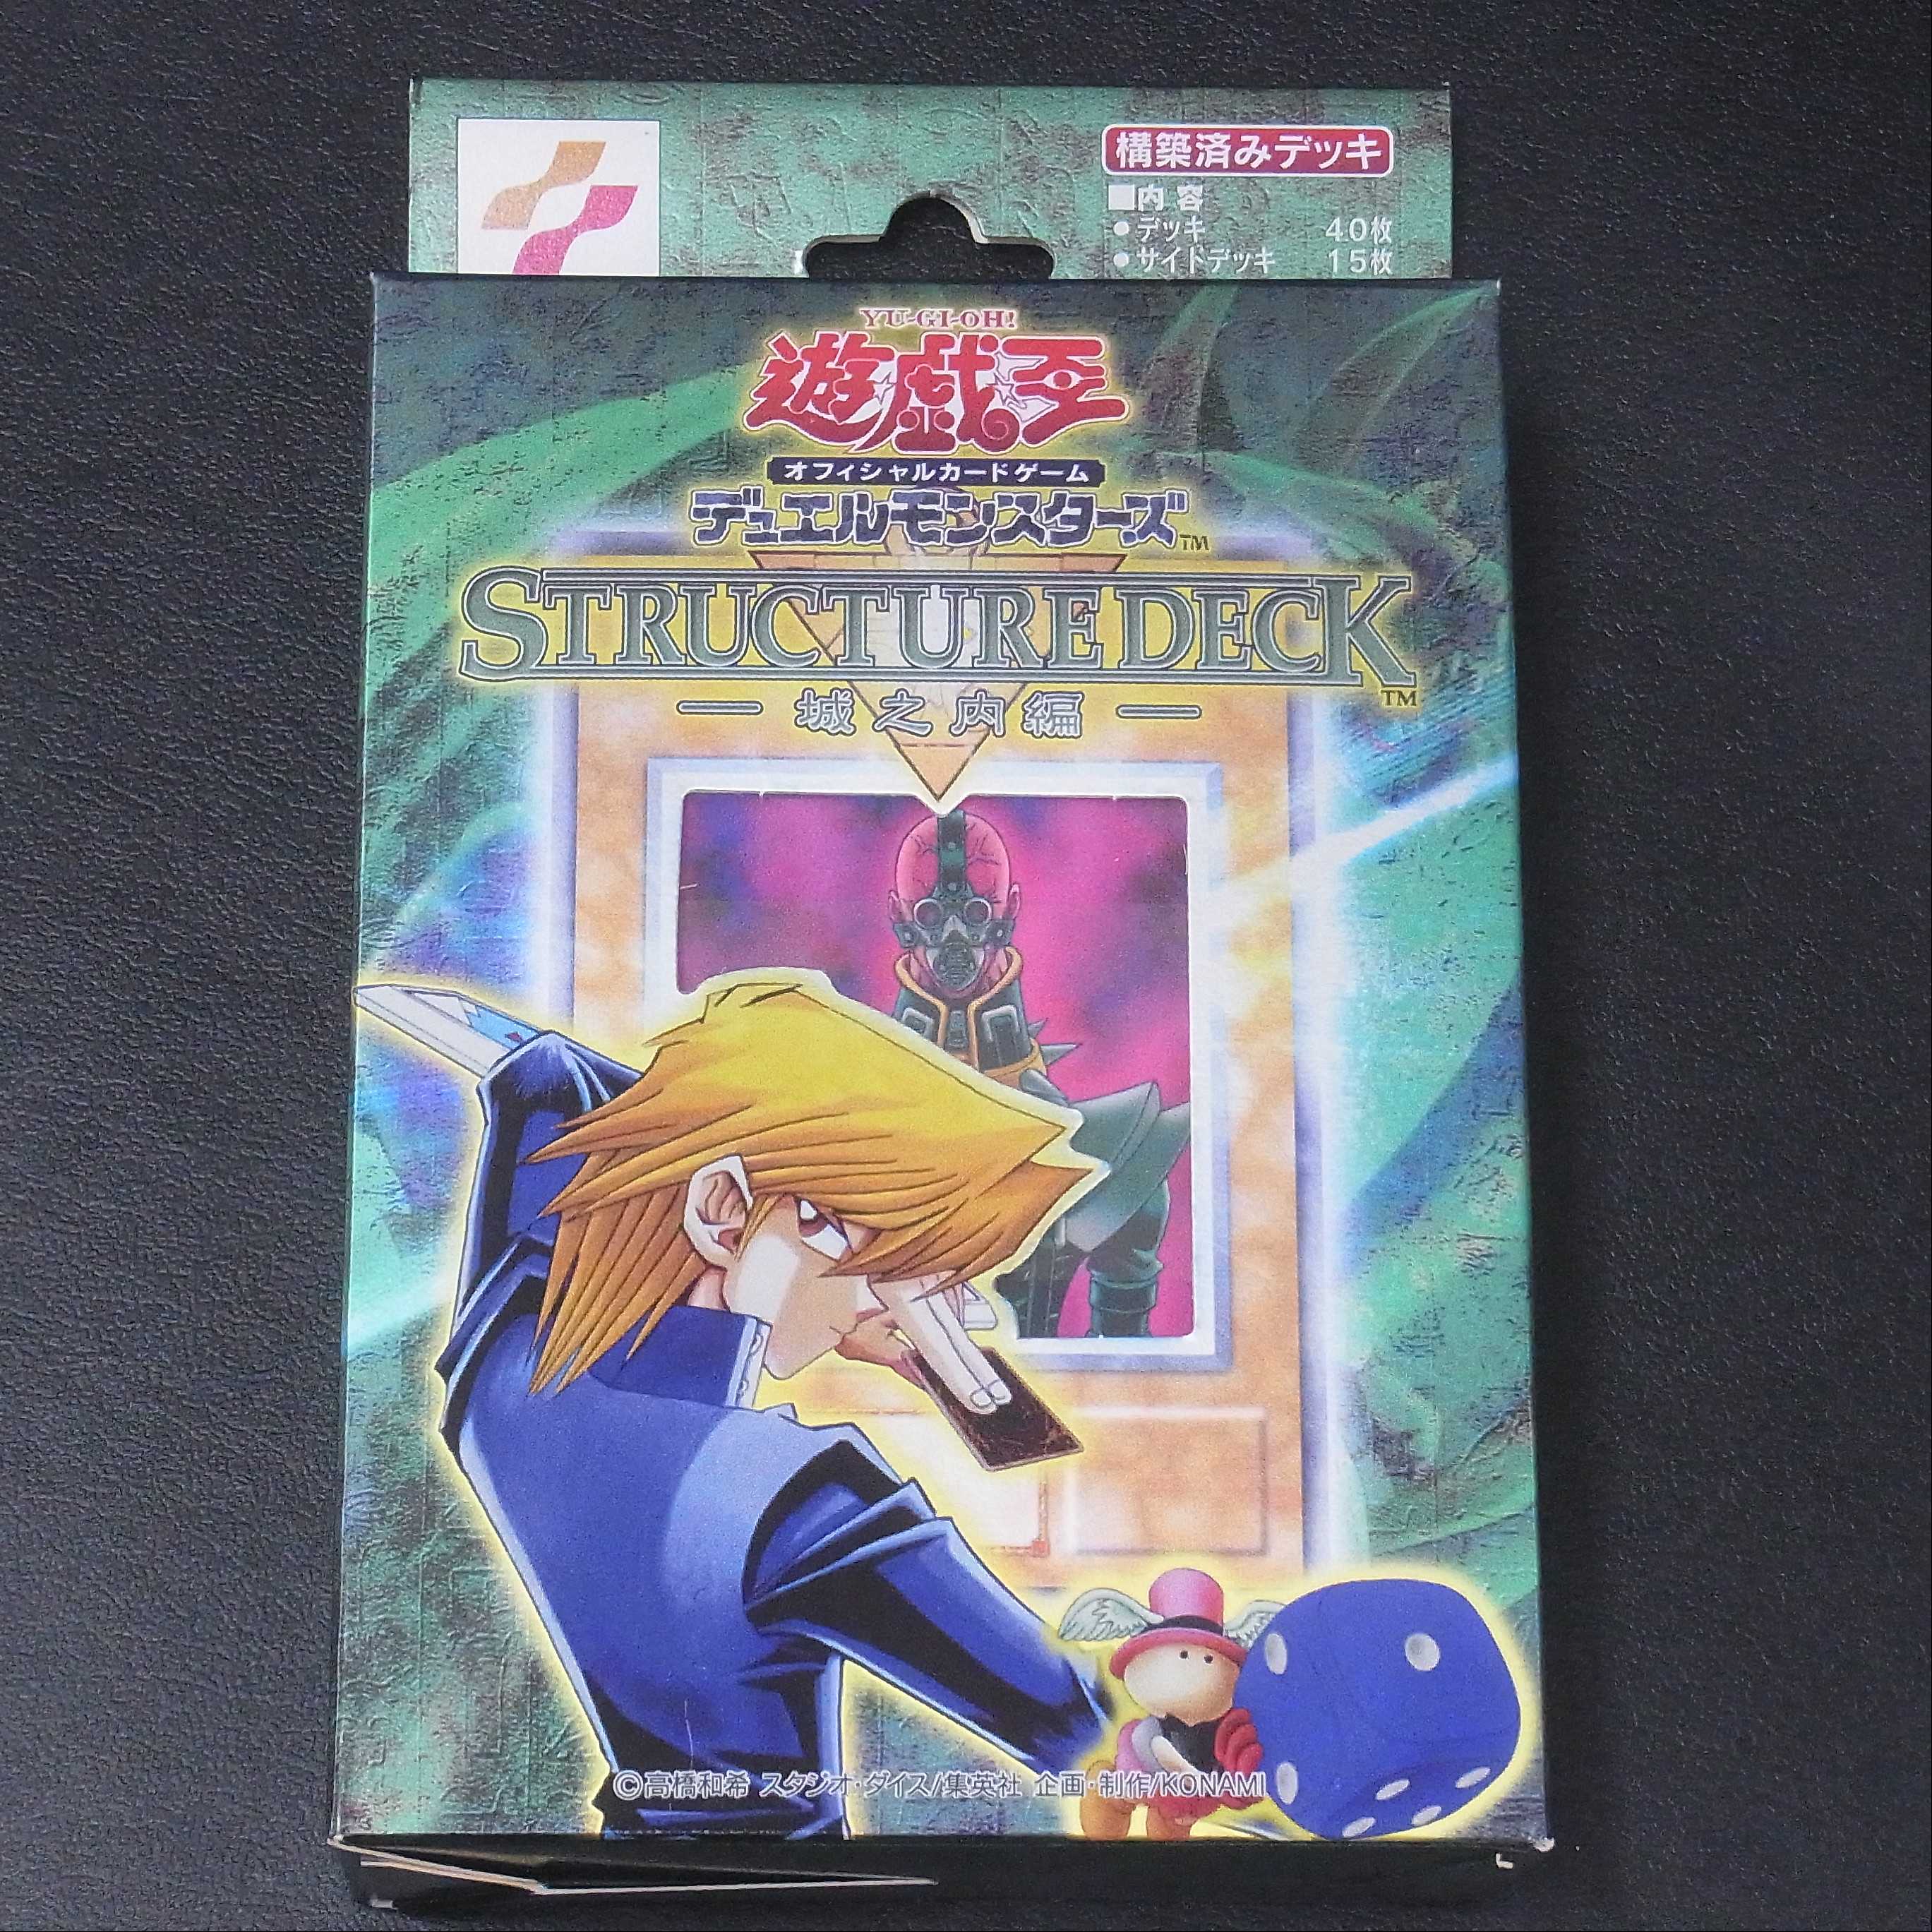 構築済みデッキ
■内容
●デッキ 40枚
●サイドデッキ 15枚
YU-GI-OH!
遊戯王
オフィシャルカードゲーム
デュエルモンスターズ™
STRUCTURE DECK™
— 城之内編 —
©高橋和希 スタジオ・ダイス/集英社 企画・制作/KONAMI